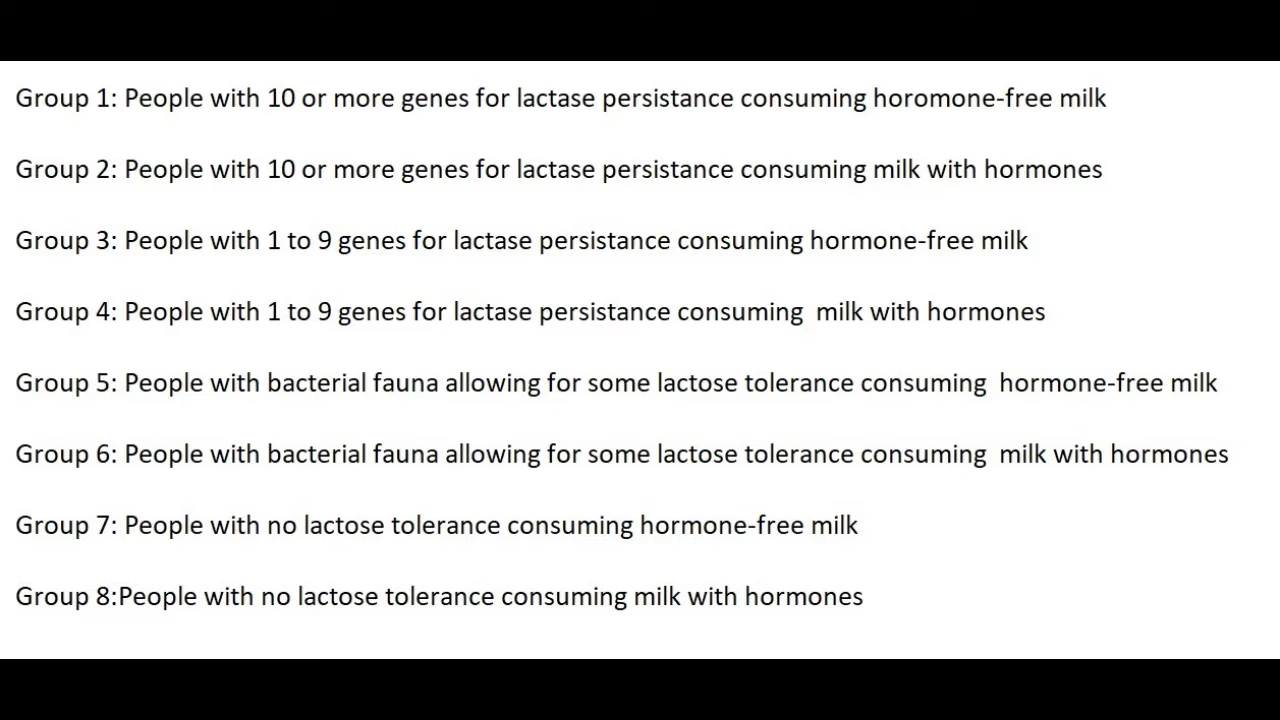 Group 1: People with 10 or more genes for lactase persistance consuming horomone-free milk
Group 2: People with 10 or more genes for lactase persistance consuming milk with hormones
Group 3: People with 1 to 9 genes for lactase persistance consuming hormone-free milk
Group 4: People with 1 to 9 genes for lactase persistance consuming  milk with hormones
Group 5: People with bacterial fauna allowing for some lactose tolerance consuming  hormone-free milk
Group 6: People with bacterial fauna allowing for some lactose tolerance consuming  milk with hormones
Group 7: People with no lactose tolerance consuming hormone-free milk
Group 8:People with no lactose tolerance consuming milk with hormones